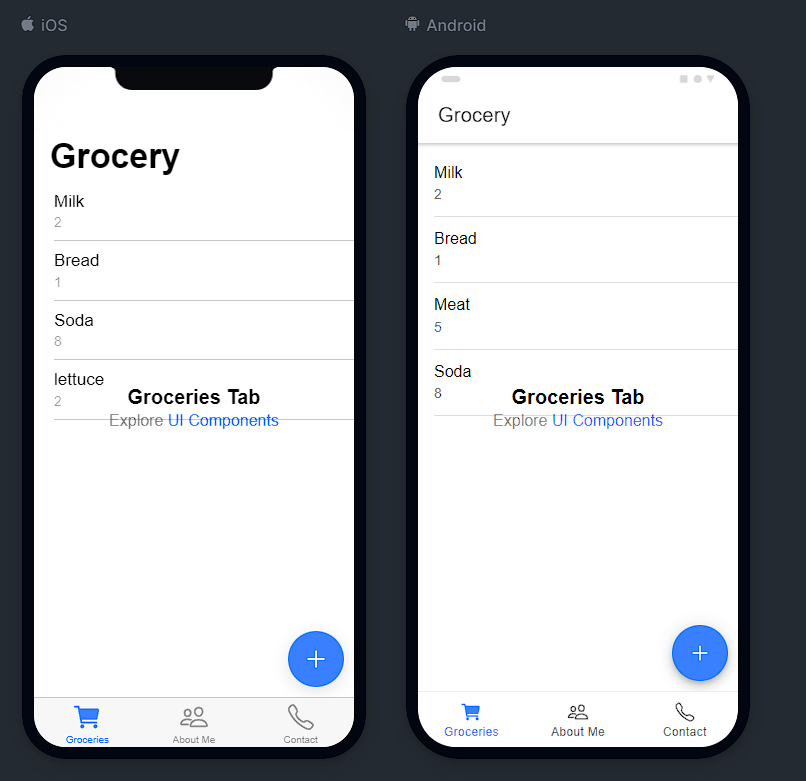 iOS
Grocery
Milk
2
Bread
1
Soda
8
lettuce
2
Groceries Tab
Explore UI Components
Groceries
About Me
Contact
Android
Grocery
Milk
2
Bread
1
Meat
5
Soda
8
Groceries Tab
Explore UI Components
Groceries
About Me
Contact